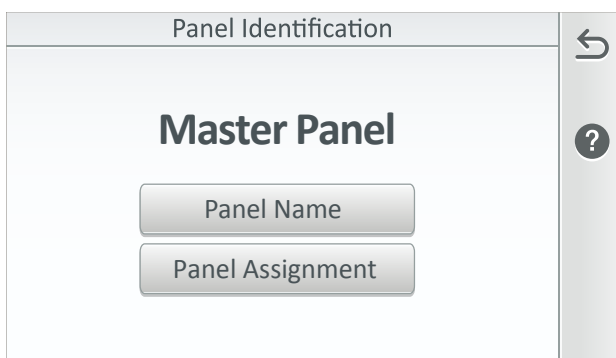 Panel Identification
Master Panel
?
Panel Name
Panel Assignment